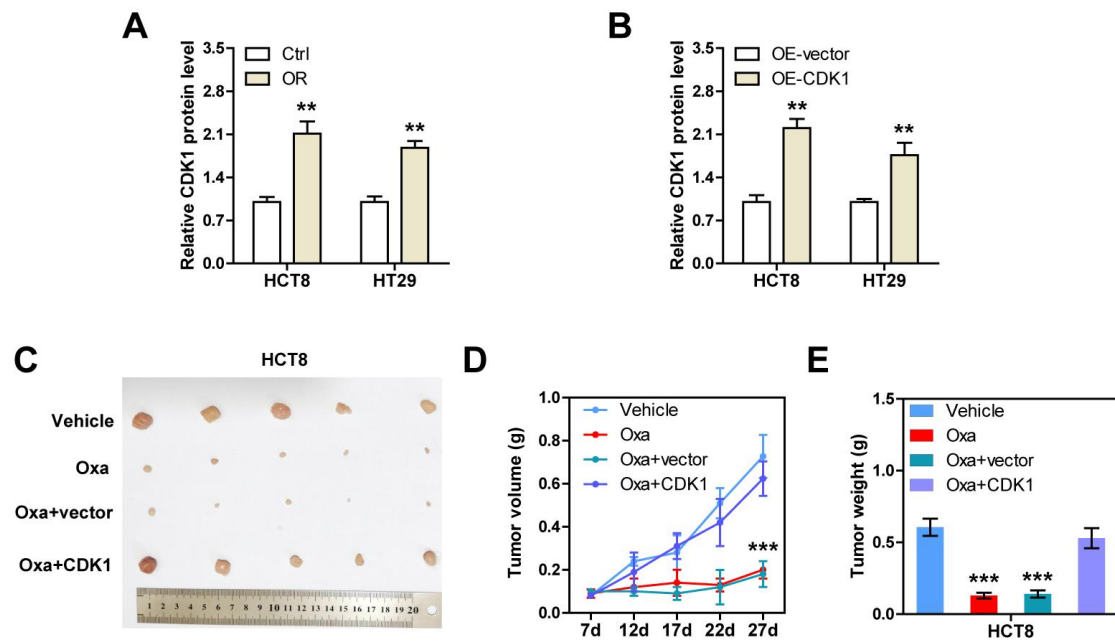 A
Relative CDK1 protein level
3.5
2.8
2.1
1.4
0.7
0.0
Ctrl
OR
**
**
HCT8
HT29
B
Relative CDK1 protein level
3.5
2.8
2.1
1.4
0.7
0.0
OE-vector
OE-CDK1
**
**
HCT8
HT29
C
HCT8
Vehicle
Oxa
Oxa+vector
Oxa+CDK1
1 2 3 4 5 6 7 8 9 10 11 12 13 14 15 16 17 18 19 20
D
Tumor volume (g)
1.0
0.8
0.6
0.4
0.2
0.0
Vehicle
Oxa
Oxa+vector
Oxa+CDK1
***
7d 12d 17d 22d 27d
E
Tumor weight (g)
1.5
1.0
0.5
0.0
Vehicle
Oxa
Oxa+vector
Oxa+CDK1
***
***
HCT8